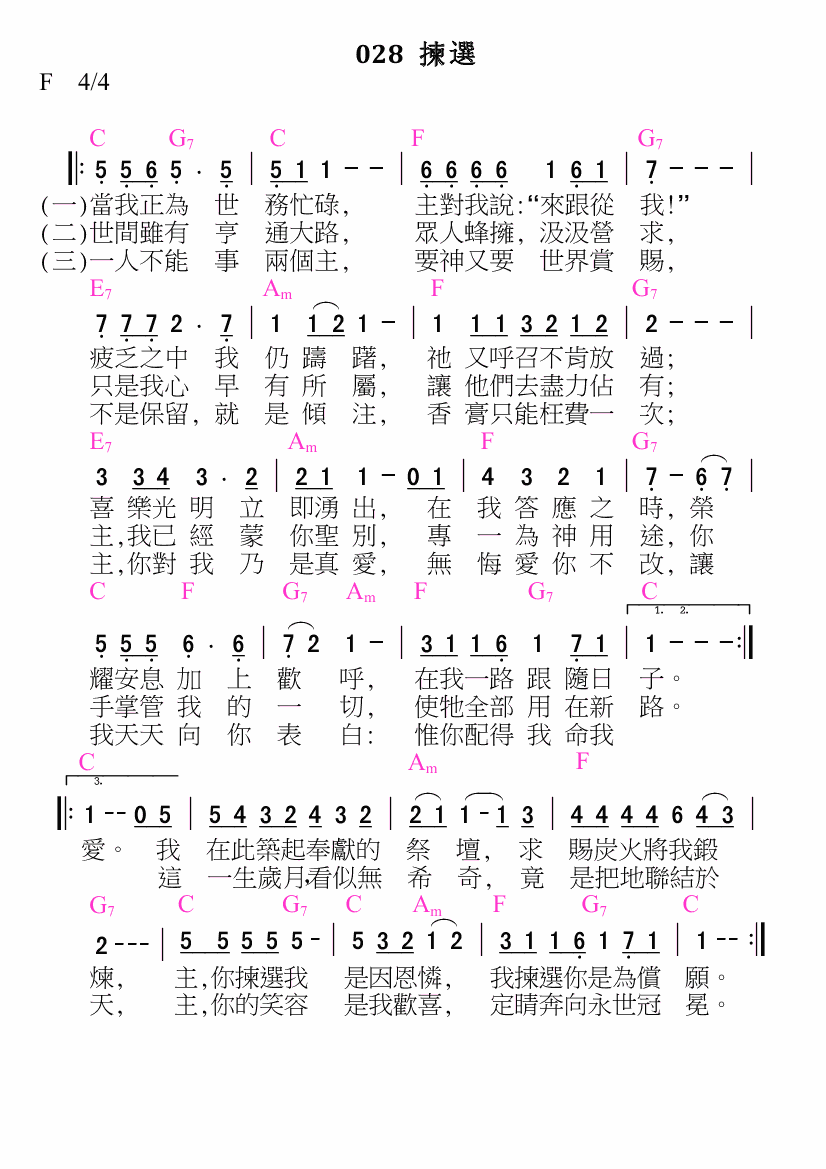 028 揀選
F 4/4
C G7 C F G7
5 5 6 5 . 5 | 5 1 1 - - | 6 6 6 6 1 6 1 | 7 - - - |
(一)當我正為 世 務忙碌, 主對我說:“來跟從 我!”
(二)世間雖有 亨 通大路, 眾人蜂擁, 汲汲營 求,
(三)一人不能 事 兩個主, 要神又要 世界賞 賜,
E7 Am F G7
7 7 7 2 . 7 | 1 1 2 1 - | 1 1 1 3 2 1 2 | 2 - - - |
疲乏之中 我 仍 躊 躇, 祂 又呼召不肯放 過;
只是我心 早 有 所 屬, 讓 他們去盡力佔 有;
不是保留, 就 是 傾 注, 香 膏只能枉費一 次;
E7 Am F G7
3 3 4 3 . 2 | 2 1 1 - 0 1 | 4 3 2 1 | 7 - 6 7 |
喜 樂光 明 立 即湧 出, 在 我 答 應 之 時, 榮
主,我已 經 蒙 你聖 別, 專 一 為 神 用 途, 你
主,你對 我 乃 是真 愛, 無 悔 愛 你 不 改, 讓
C F G7 Am F G7 C
1. 2.
5 5 5 6 . 6 | 7 2 1 - | 3 1 1 6 1 7 1 | 1 - - - :‖
耀安息 加 上 歡 呼, 在我一路 跟 隨日 子。
手掌管 我 的 一 切, 使牠全部 用 在新 路。
我天天 向 你 表 白: 惟你配得 我 命我
C Am F
3.
‖: 1 - - 0 5 | 5 4 3 2 4 3 2 | 2 1 1 - 1 3 | 4 4 4 4 6 4 3 |
愛。 我 在此築起奉獻的 祭 壇, 求 賜炭火將我鍛
這 一生歲月,看似無 希 奇, 竟 是把地聯結於
G7 C G7 C Am F G7 C
2 - - - | 5 5 5 5 5 - | 5 3 2 1 2 | 3 1 1 6 1 7 1 | 1 - - :‖
煉, 主,你揀選我 是因恩憐, 我揀選你是為償 願。
天, 主,你的笑容 是我歡喜, 定睛奔向永世冠 冕。